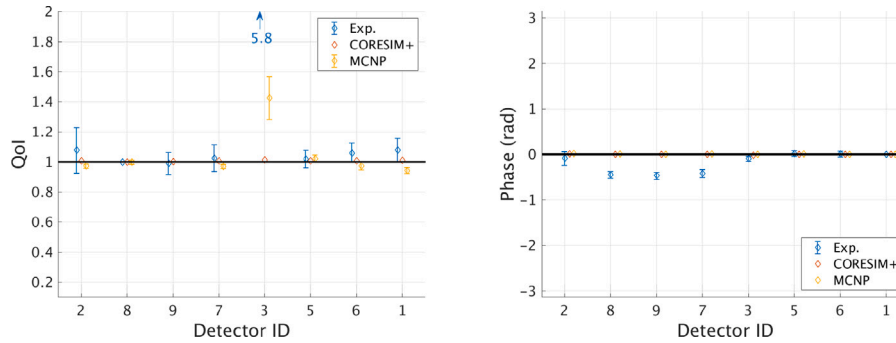 2
1.8
1.6
1.4
1.2
1
0.8
0.6
0.4
0.2
QoI
5.8
Exp.
CORESIM+
MCNP
2 8 9 7 3 5 6 1
Detector ID
3
2
1
0
-1
-2
-3
Phase (rad)
Exp.
CORESIM+
MCNP
2 8 9 7 3 5 6 1
Detector ID